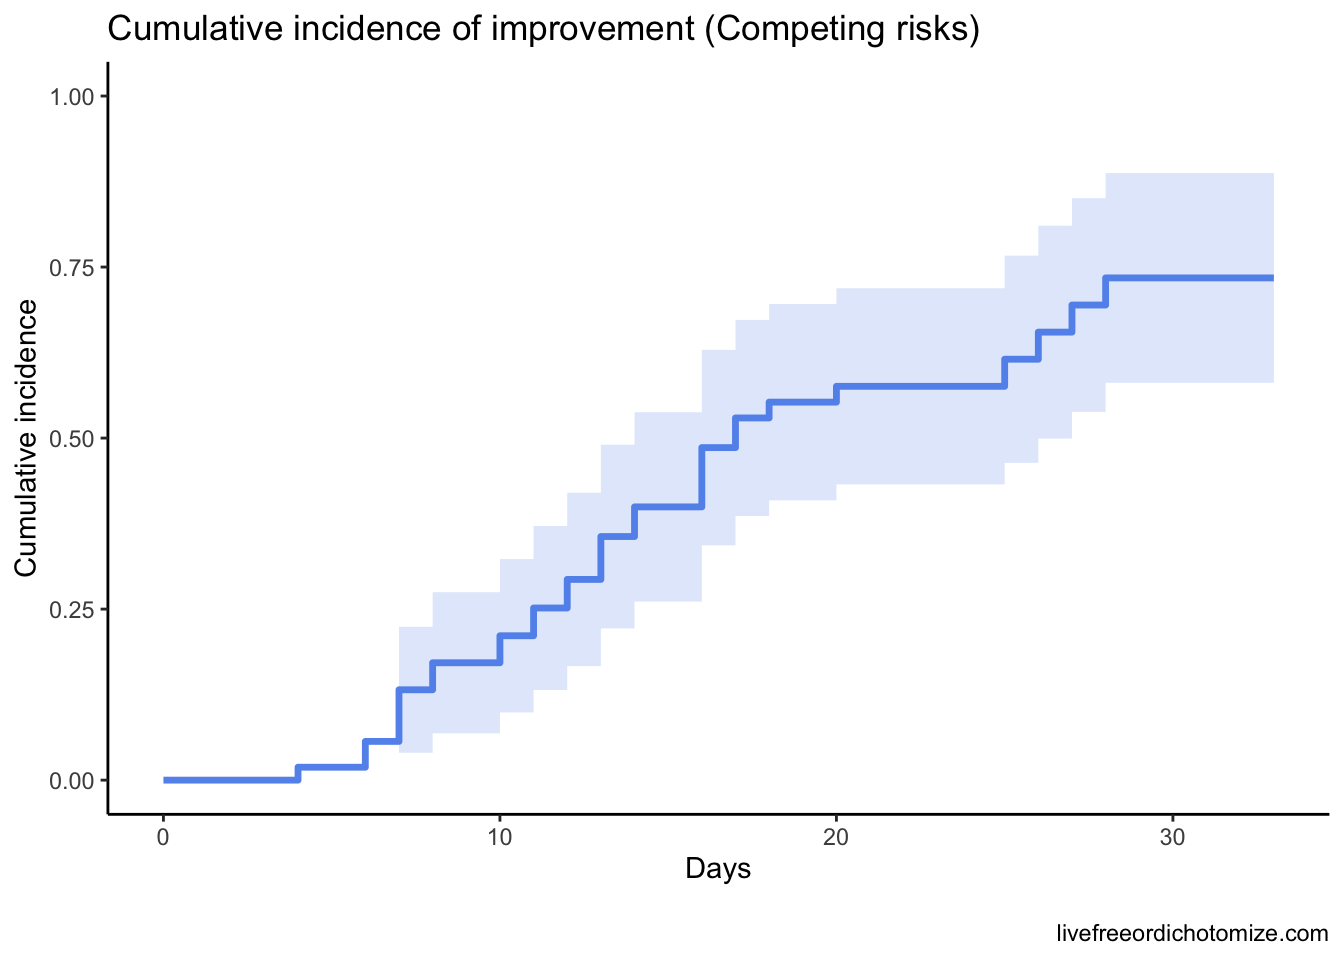 Cumulative incidence of improvement (Competing risks)
1.00
0.75
0.50
0.25
0.00
Cumulative incidence
0 10 20 30
Days
livefreeordichotomize.com